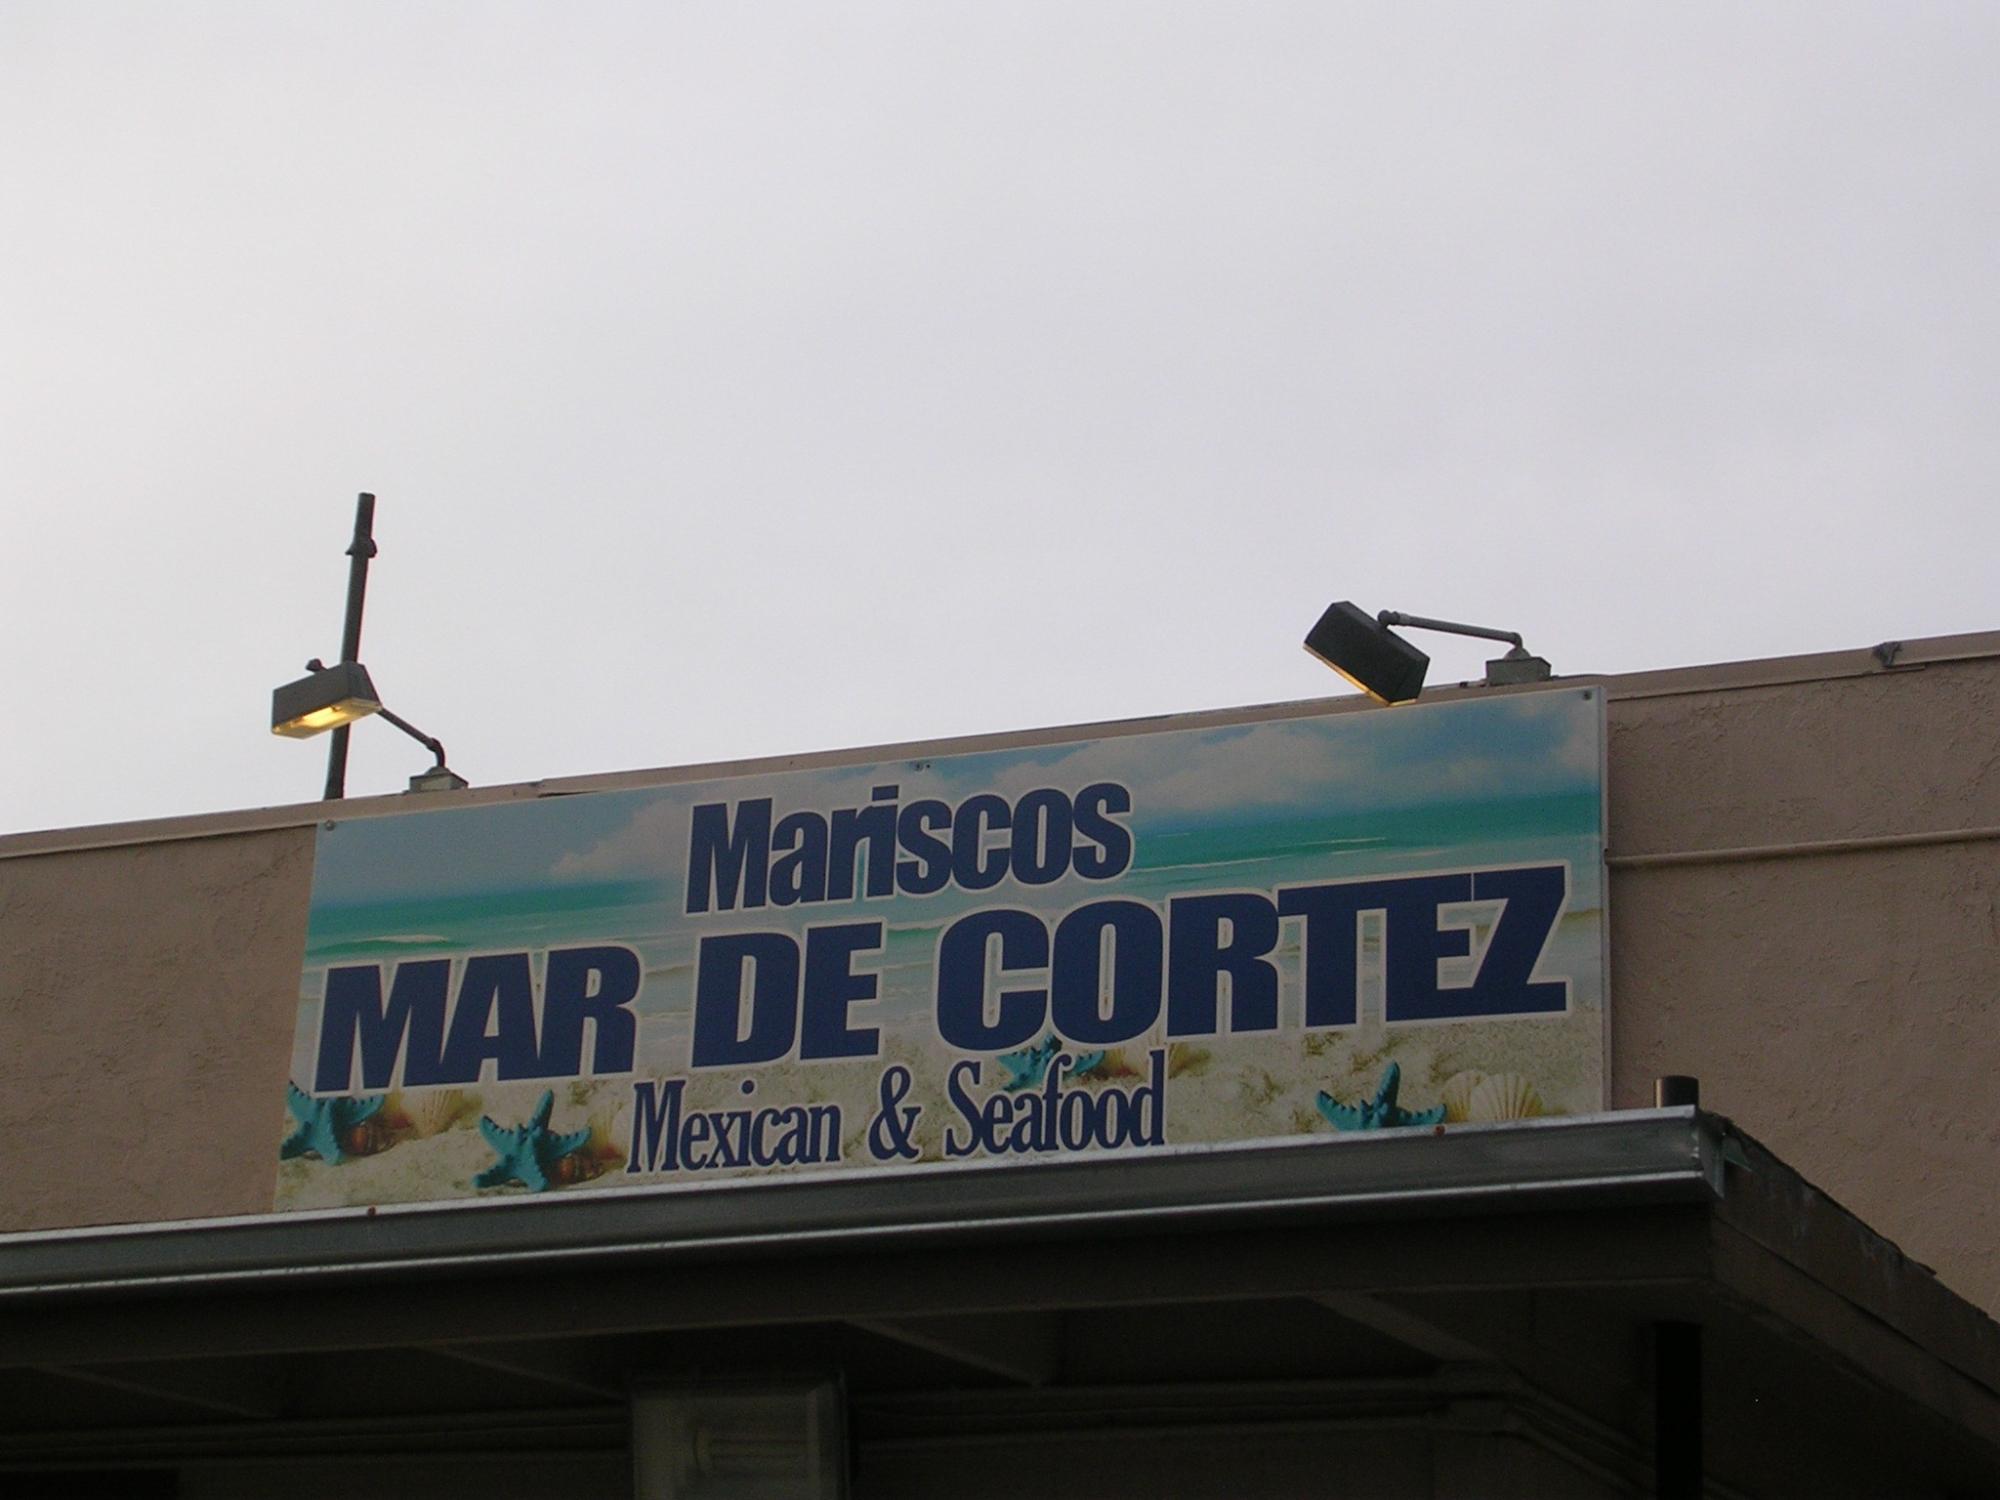 Mariscos
MAR DE CORTEZ
Mexican & Seafood